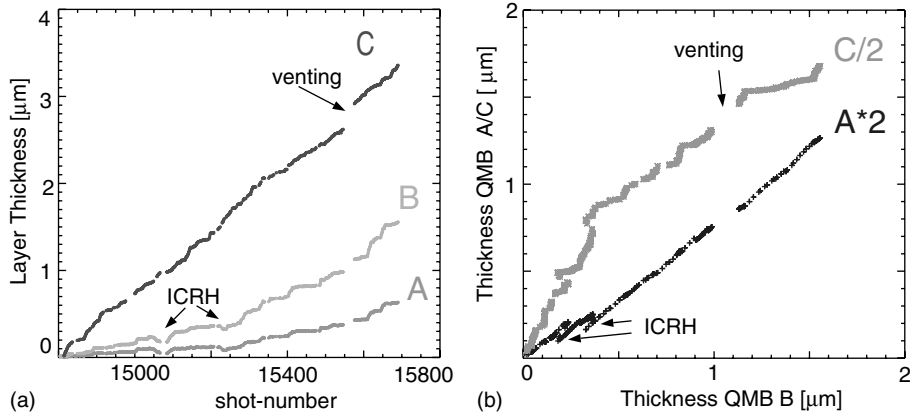 4
3
2
1
0
Layer Thickness [μm]
C
venting
B
ICRH
A
15000
15400
15800
(a)
shot-number
2
1
Thickness QMB A/C [μm]
venting
C/2
A*2
ICRH
0
1
2
(b)
Thickness QMB B [μm]